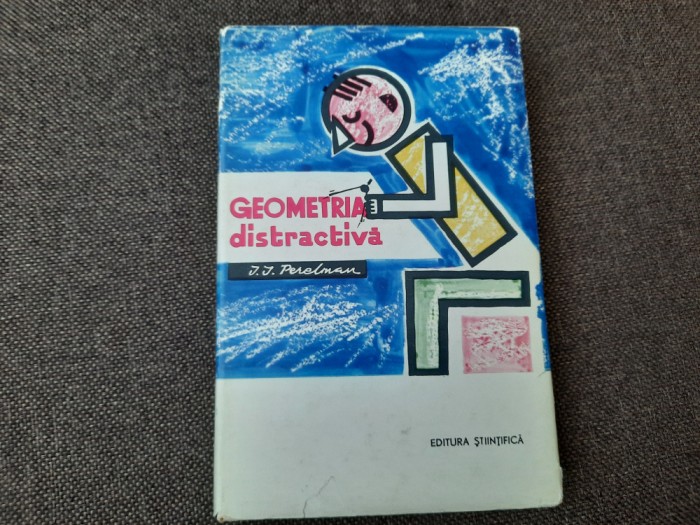 GEOMETRIA
distractivă
J. J. Perelman
EDITURA ȘTIINȚIFICĂ